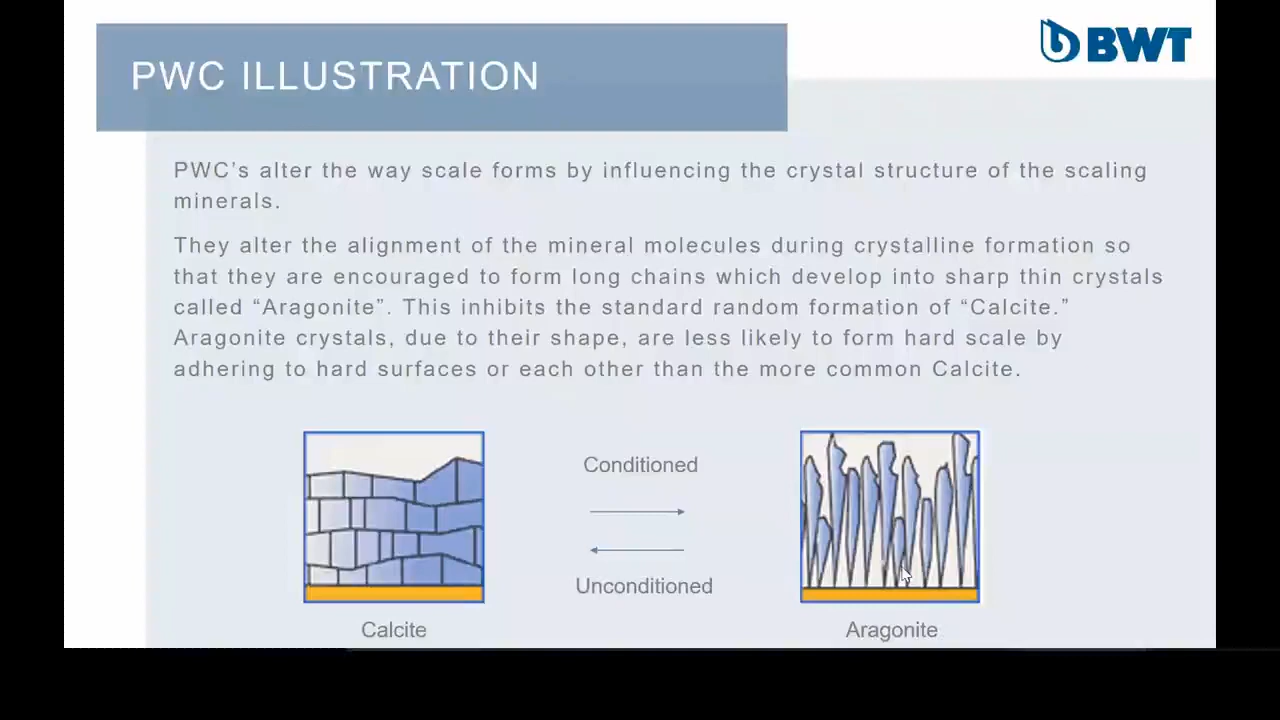 PWC ILLUSTRATION
BWT
PWC's alter the way scale forms by influencing the crystal structure of the scaling
minerals.
They alter the alignment of the mineral molecules during crystalline formation so
that they are encouraged to form long chains which develop into sharp thin crystals
called “Aragonite”. This inhibits the standard random formation of “Calcite.”
Aragonite crystals, due to their shape, are less likely to form hard scale by
adhering to hard surfaces or each other than the more common Calcite.
Conditioned
Unconditioned
Calcite
Aragonite